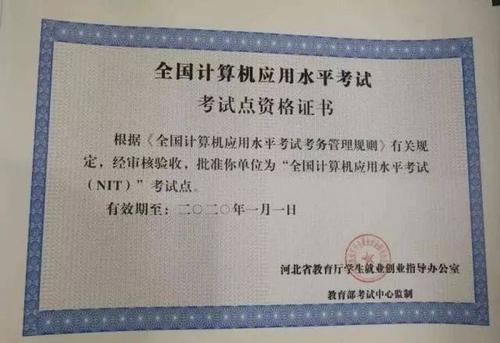 全国计算机应用水平考试
考试点资格证书
根据《全国计算机应用水平考试考务管理规则》有关规
定，经审核验收，批准你单位为“全国计算机应用水平考试
（NIT）”考试点。
有效期至：二〇二〇年一月一日
河北省教育厅学生就业创业指导办公室
教育部考试中心监制